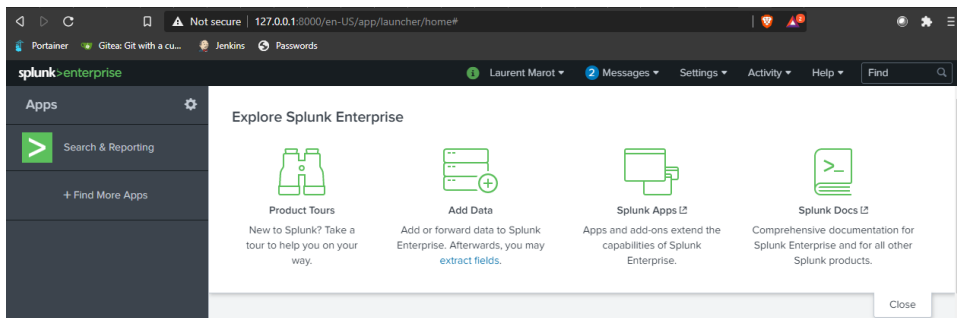 Not secure | 127.0.0.1:8000/en-US/app/launcher/home#
Portainer Gitea: Git with a cu... Jenkins Passwords
splunk>enterprise i Laurent Marot 2 Messages Settings Activity Help Find
Apps
Search & Reporting
+ Find More Apps
Explore Splunk Enterprise
Product Tours
New to Splunk? Take a
tour to help you on your
way.
Add Data
Add or forward data to Splunk
Enterprise. Afterwards, you may
extract fields.
Splunk Apps
Apps and add-ons extend the
capabilities of Splunk
Enterprise.
Splunk Docs
Comprehensive documentation for
Splunk Enterprise and for all other
Splunk products.
Close